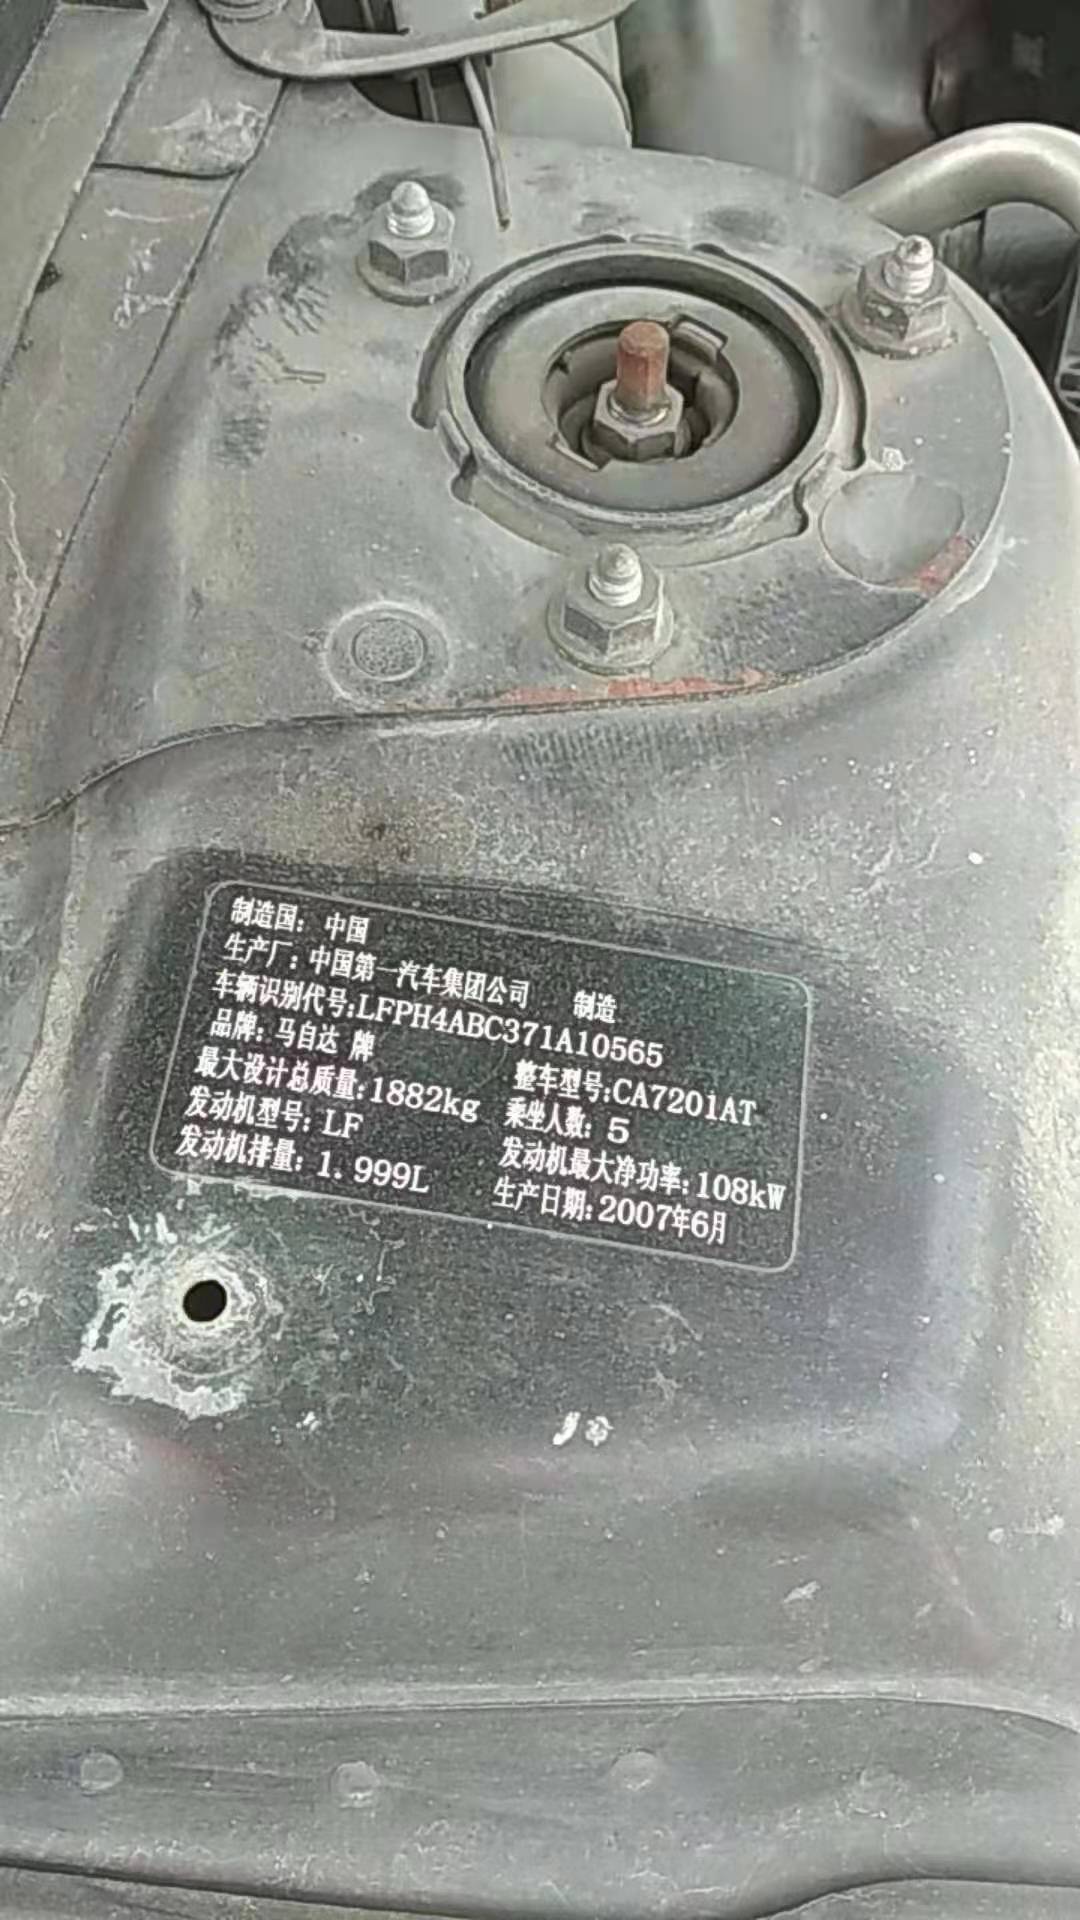 制造国: 中国
生产厂: 中国第一汽车集团公司 制造
车辆识别代号:LFPH4ABC371A10565
品牌: 马自达 牌 整车型号:CA7201AT
最大设计总质量:1882kg 乘坐人数: 5
发动机型号: LF 发动机最大净功率:108kW
发动机排量: 1.999L 生产日期:2007年6月